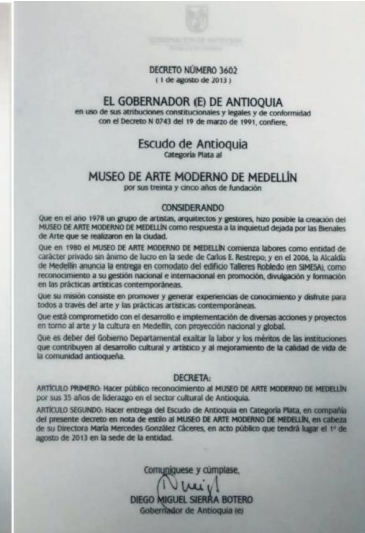 DECRETO NÚMERO 3602
( 1 de agosto de 2013 )
EL GOBERNADOR (E) DE ANTIOQUIA
en uso de sus atribuciones constitucionales y legales y de conformidad
con el Decreto N 0743 del 19 de marzo de 1991, confiere,
Escudo de Antioquia
Categoría Plata al
MUSEO DE ARTE MODERNO DE MEDELLÍN
por sus treinta y cinco años de fundación
CONSIDERANDO
Que en el año 1978 un grupo de artistas, arquitectos y gestores, hizo posible la creación del
MUSEO DE ARTE MODERNO DE MEDELLÍN como respuesta a la inquietud dejada por las Bienales
de Arte que se realizaron en la ciudad.
Que en 1980 el MUSEO DE ARTE MODERNO DE MEDELLÍN comienza labores como entidad de
carácter privado sin ánimo de lucro en la sede de Carlos E. Restrepo, y en el 2006, la Alcaldía
de Medellín anuncia la entrega en comodato del edificio Talleres Robledo (en SIMESA), como
reconocimiento a su gestión nacional e internacional en promoción, divulgación y formación
en las prácticas artísticas contemporáneas.
Que su misión consiste en promover y generar experiencias de conocimiento y disfrute para
todos a través del arte y las prácticas artísticas contemporáneas.
Que está comprometido con el desarrollo e implementación de diversas acciones y proyectos
en torno al arte y la cultura en Medellín, con proyección nacional y global.
Que es deber del Gobierno Departamental exaltar la labor y los méritos de las instituciones
que contribuyen al desarrollo cultural y artístico y al mejoramiento de la calidad de vida de
la comunidad antioqueña.
DECRETA:
ARTÍCULO PRIMERO: Hacer público reconocimiento al MUSEO DE ARTE MODERNO DE MEDELLÍN
por sus 35 años de liderazgo en el sector cultural de Antioquia.
ARTÍCULO SEGUNDO: Hacer entrega del Escudo de Antioquia en Categoría Plata, en compañía
del presente decreto en nota de estilo al MUSEO DE ARTE MODERNO DE MEDELLÍN, en cabeza
de su Directora María Mercedes González Cáceres, en acto público que tendrá lugar el 1º de
agosto de 2013 en la sede de la entidad.
Comuníquese y cúmplase,
DIEGO MIGUEL SIERRA BOTERO
Gobernador de Antioquia (e)